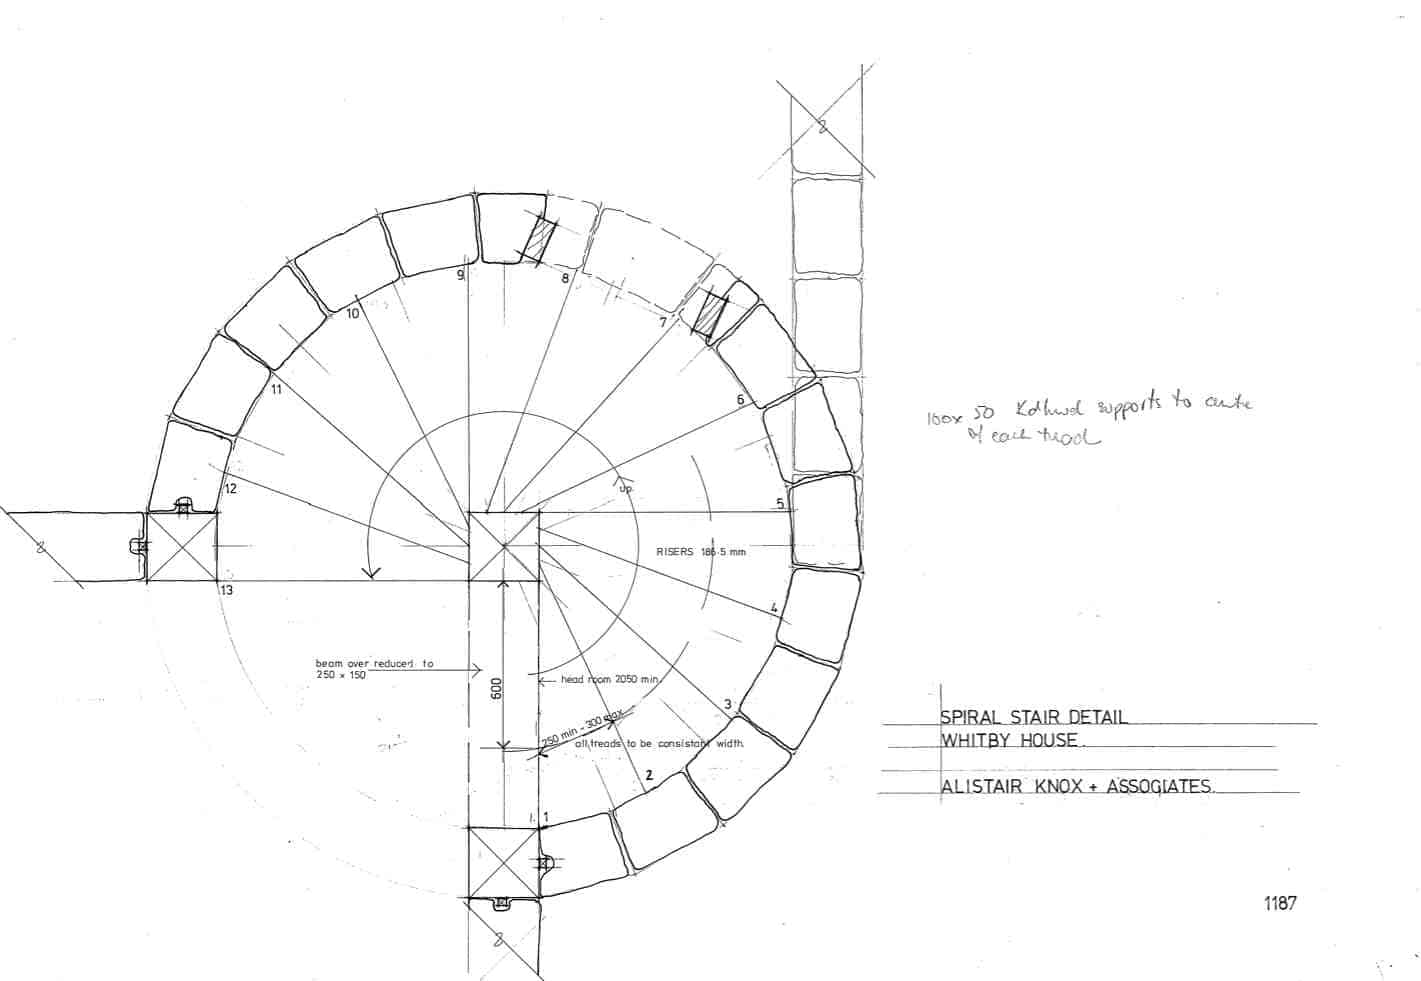 9
8
7
10
11
6
100x 50 Kdhwd supports to centre
of each tread
12
up.
5
RISERS 186·5 mm
13
4
beam over reduced to
250 × 150
600
head room 2050 min.
3
250 min - 300 max
all treads to be consistant width.
2
1. 1
SPIRAL STAIR DETAIL
WHITBY HOUSE.
ALISTAIR KNOX + ASSOCIATES.
1187